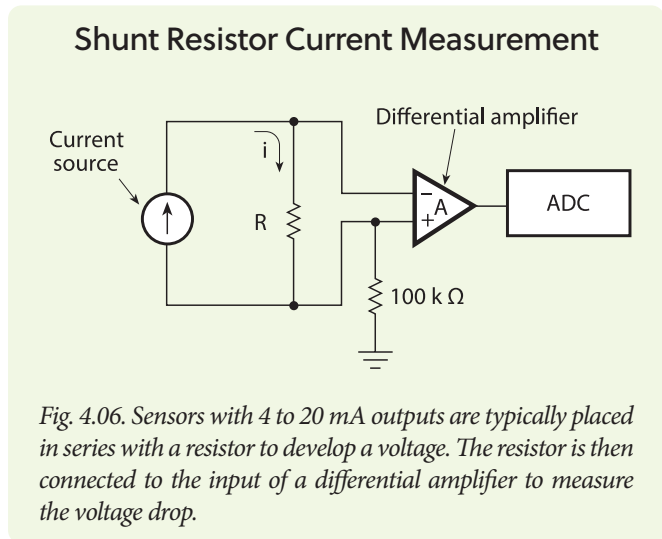 Shunt Resistor Current Measurement
Differential amplifier
Current
source
i
R
−
A
+
ADC
100 k Ω
Fig. 4.06. Sensors with 4 to 20 mA outputs are typically placed
in series with a resistor to develop a voltage. The resistor is then
connected to the input of a differential amplifier to measure
the voltage drop.